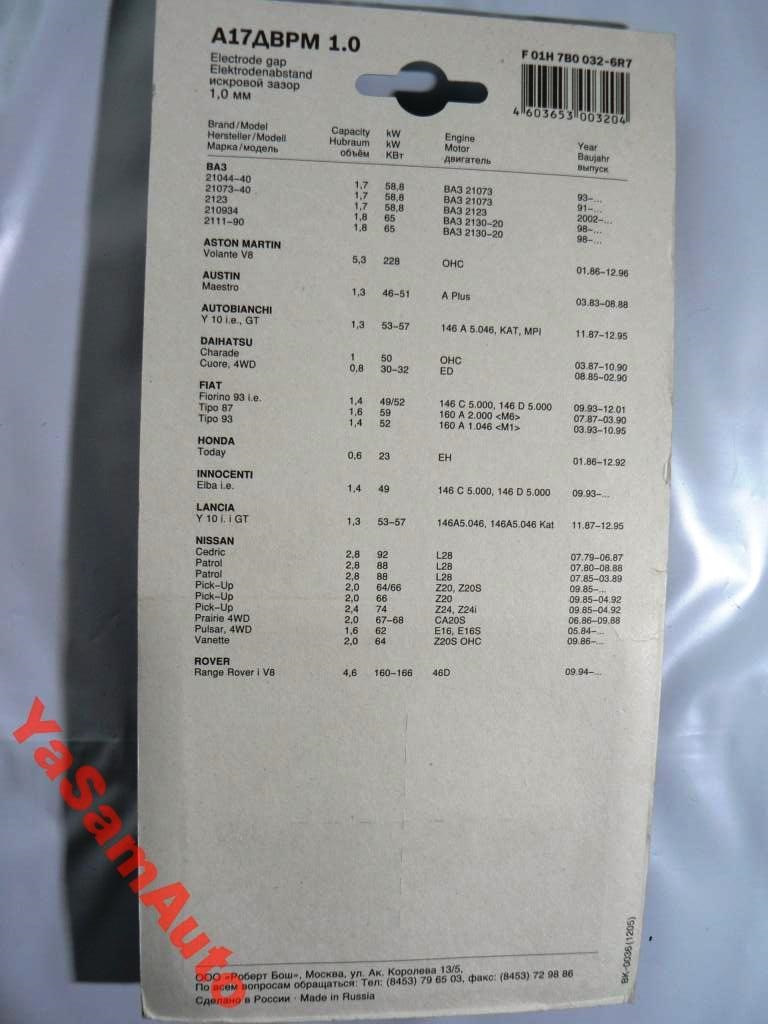 А17ДВРМ 1.0
Electrode gap
Elektrodenabstand
искровой зазор
1,0 мм
F 01H 7B0 032-6R7
4 603653 003204
Brand/Model Capacity kW Engine Year
Hersteller/Modell Hubraum kW Motor Baujahr
Марка/модель объём КВт двигатель выпуск
ВАЗ
21044-40 1,7 58,8 ВАЗ 21073 93-...
21073-40 1,7 58,8 ВАЗ 21073 91-...
2123 1,7 58,8 ВАЗ 2123 2002-...
210934 1,8 65 ВАЗ 2130-20 98-...
2111-90 1,8 65 ВАЗ 2130-20 98-...
ASTON MARTIN
Volante V8 5,3 228 OHC 01.86-12.96
AUSTIN
Maestro 1,3 46-51 A Plus 03.83-08.88
AUTOBIANCHI
Y 10 i.e., GT 1,3 53-57 146 A 5.046, KAT, MPI 11.87-12.95
DAIHATSU
Charade 1 50 OHC 03.87-10.90
Cuore, 4WD 0,8 30-32 ED 08.85-02.90
FIAT
Fiorino 93 i.e. 1,4 49/52 146 C 5.000, 146 D 5.000 09.93-12.01
Tipo 87 1,6 59 160 A 2.000 <M6> 07.87-03.90
Tipo 93 1,4 52 160 A 1.046 <M1> 03.93-10.95
HONDA
Today 0,6 23 EH 01.86-12.92
INNOCENTI
Elba i.e. 1,4 49 146 C 5.000, 146 D 5.000 09.93-...
LANCIA
Y 10 i. i GT 1,3 53-57 146A5.046, 146A5.046 Kat 11.87-12.95
NISSAN
Cedric 2,8 92 L28 07.79-06.87
Patrol 2,8 88 L28 07.80-08.88
Patrol 2,8 88 L28 07.85-03.89
Pick-Up 2,0 64/66 Z20, Z20S 09.85-...
Pick-Up 2,0 66 Z20 09.85-04.92
Pick-Up 2,4 74 Z24, Z24i 09.85-04.92
Prairie 4WD 2,0 67-68 CA20S 06.86-09.88
Pulsar, 4WD 1,6 62 E16, E16S 05.84-...
Vanette 2,0 64 Z20S OHC 09.86-...
ROVER
Range Rover i V8 4,6 160-166 46D 09.94-...
YaSamAuto
ООО «Роберт Бош», Москва, ул. Ак. Королева 13/5,
По всем вопросам обращаться: Тел: (8453) 79 65 03, факс: (8453) 72 98 86
Сделано в России · Made in Russia
BK-0036 (1205)